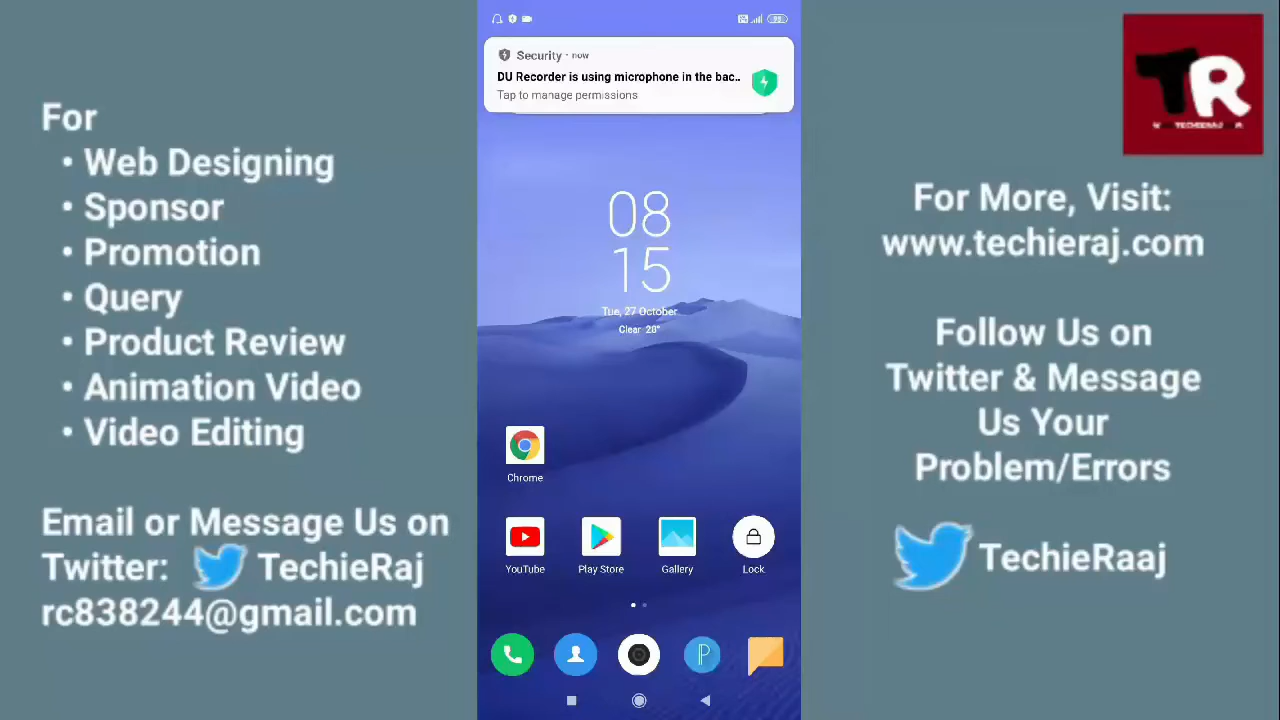 For
• Web Designing
• Sponsor
• Promotion
• Query
• Product Review
• Animation Video
• Video Editing
Email or Message Us on
Twitter: TechieRaj
rc838244@gmail.com
Security • now
DU Recorder is using microphone in the bac..
Tap to manage permissions
08
15
Tue, 27 October
Clear 28°
Chrome
YouTube
Play Store
Gallery
Lock
TR
For More, Visit:
www.techieraj.com
Follow Us on
Twitter & Message
Us Your
Problem/Errors
TechieRaaj